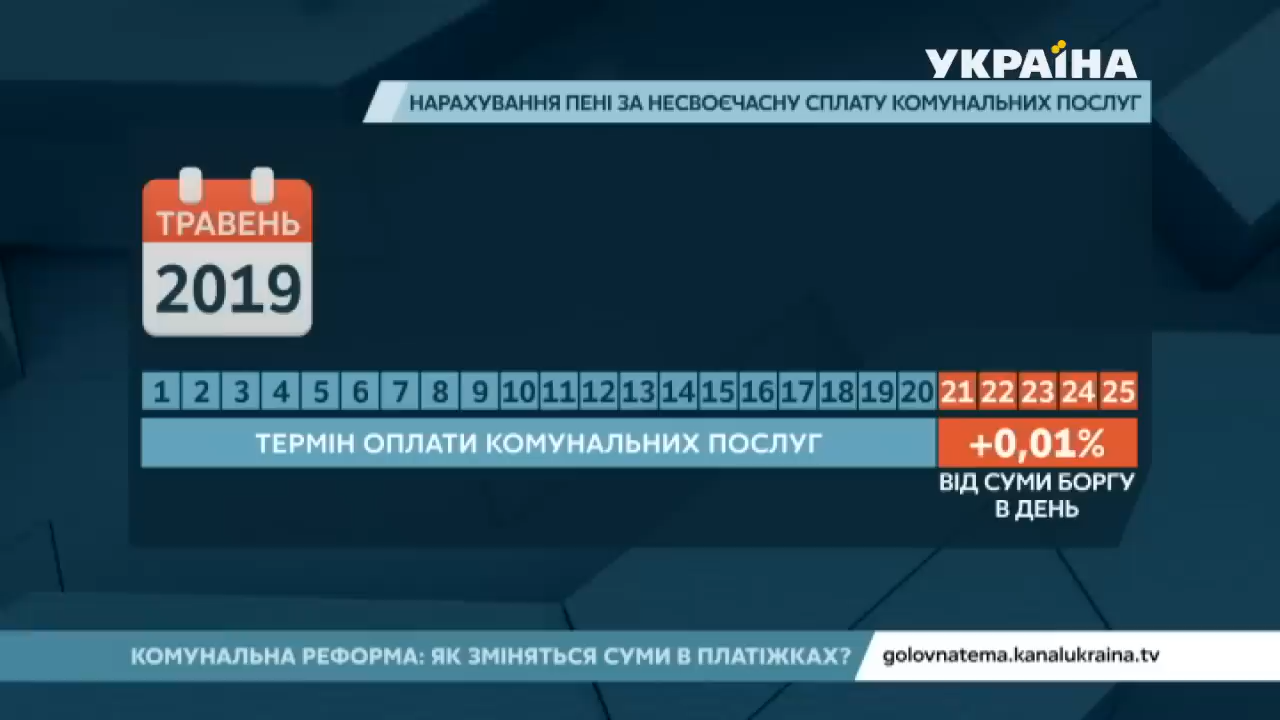 УКРАЇНА
НАРАХУВАННЯ ПЕНІ ЗА НЕСВОЄЧАСНУ СПЛАТУ КОМУНАЛЬНИХ ПОСЛУГ
ТРАВЕНЬ
2019
1 2 3 4 5 6 7 8 9 10 11 12 13 14 15 16 17 18 19 20 21 22 23 24 25
ТЕРМІН ОПЛАТИ КОМУНАЛЬНИХ ПОСЛУГ +0,01%
ВІД СУМИ БОРГУ
В ДЕНЬ
КОМУНАЛЬНА РЕФОРМА: ЯК ЗМІНЯТЬСЯ СУМИ В ПЛАТІЖКАХ? golovnatema.kanalukraina.tv